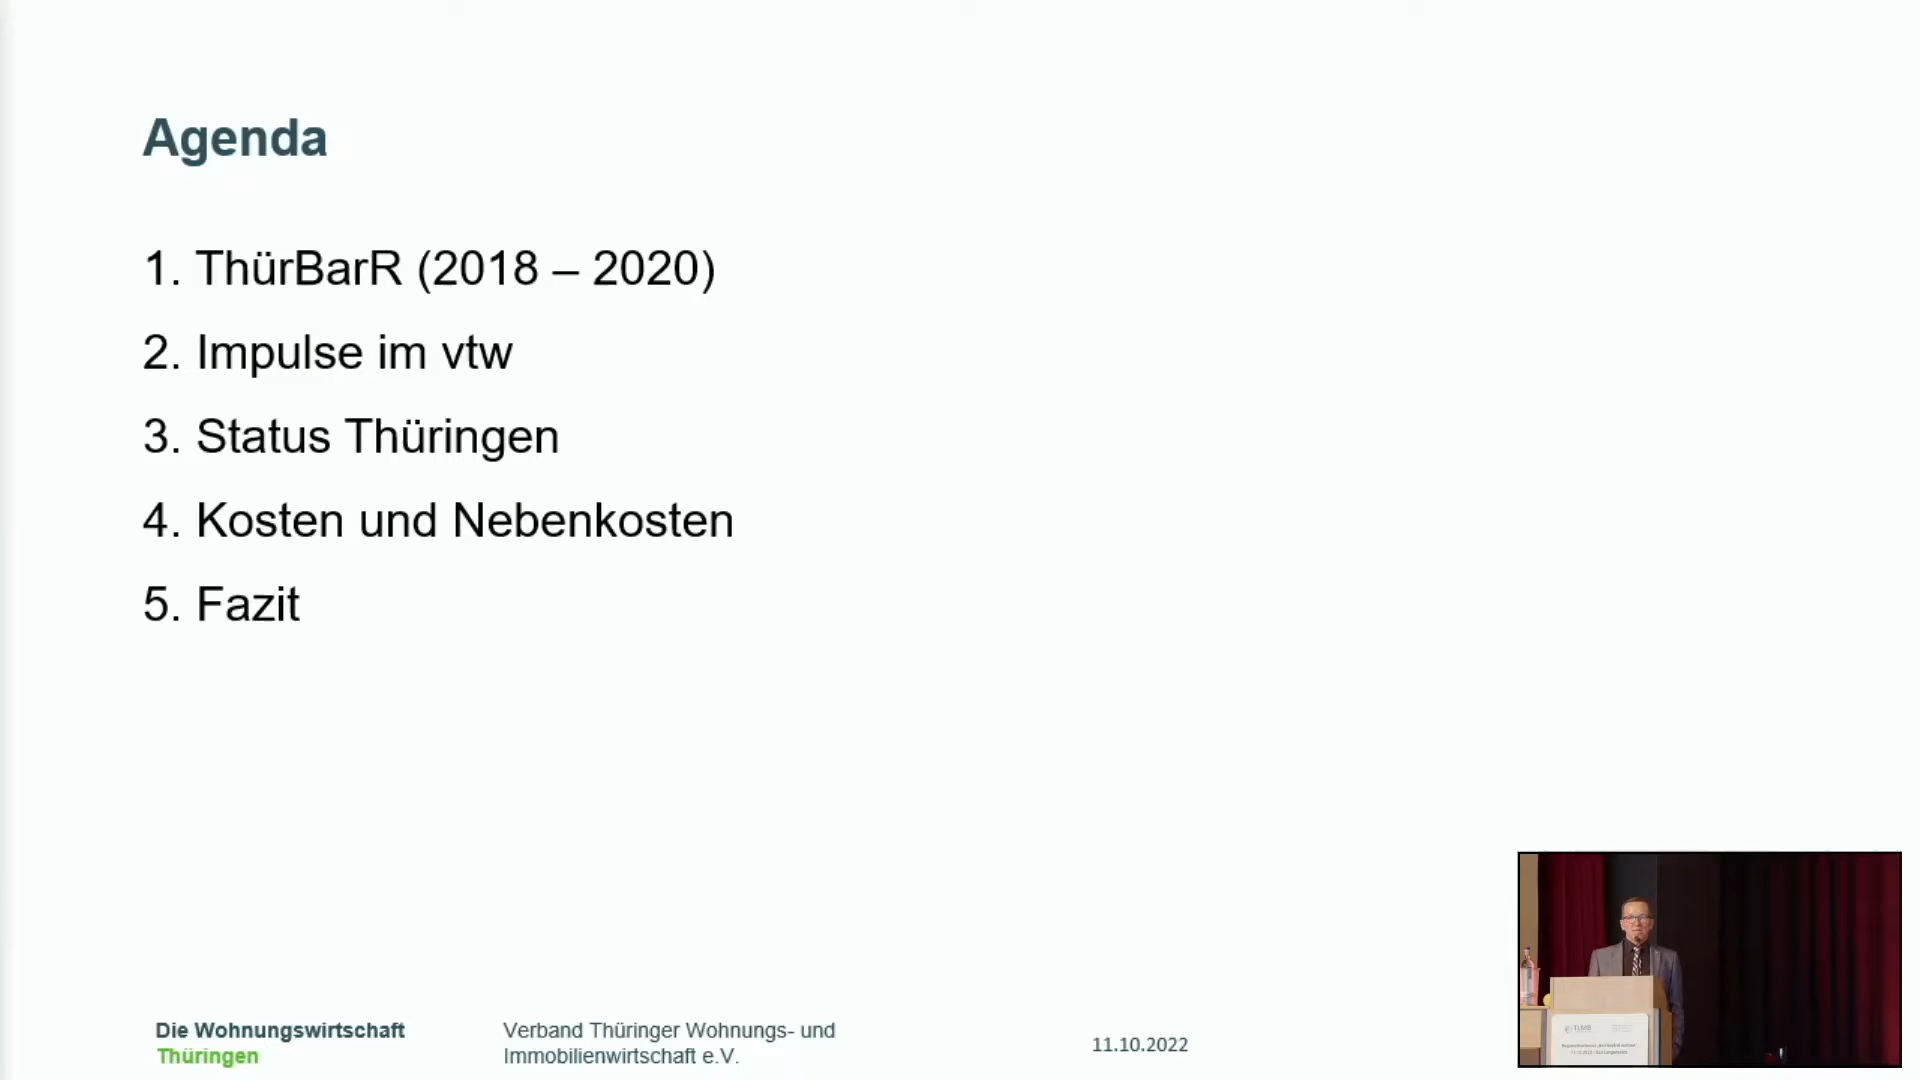 Agenda
1. ThürBarR (2018 – 2020)
2. Impulse im vtw
3. Status Thüringen
4. Kosten und Nebenkosten
5. Fazit
Die Wohnungswirtschaft
Thüringen
Verband Thüringer Wohnungs- und
Immobilienwirtschaft e.V.
11.10.2022
TLMB